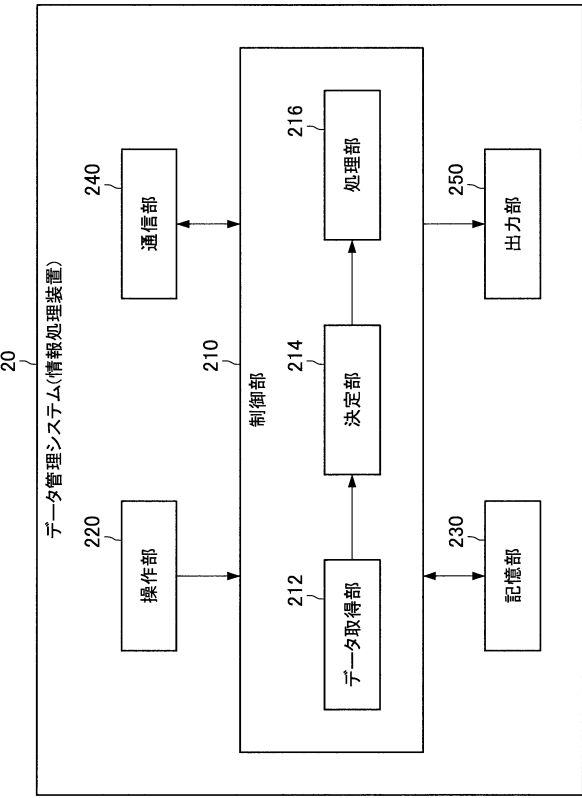 20
データ管理システム(情報処理装置)
220
操作部
240
通信部
210
制御部
212
データ取得部
214
決定部
216
処理部
230
記憶部
250
出力部